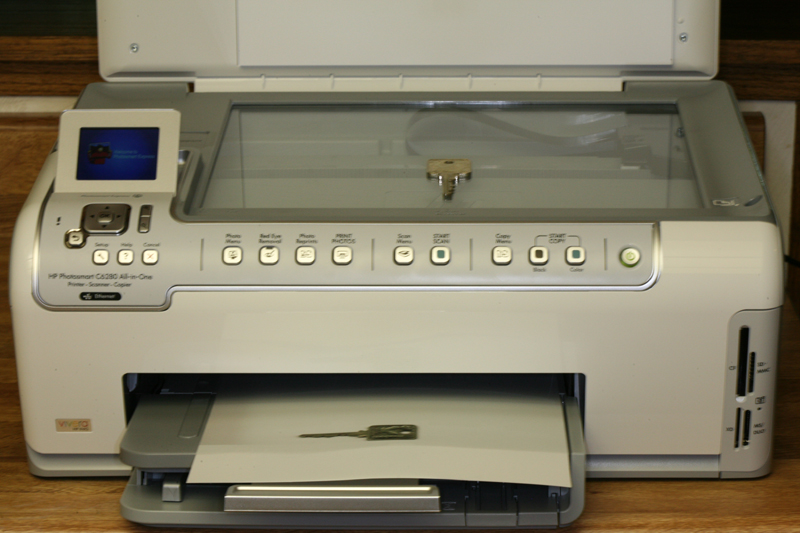 Photo
Menu
Red Eye
Removal
Photo
Reprints
PRINT
PHOTOS
Scan
Menu
START
SCAN
Copy
Menu
START
COPY
Black
Color
Setup
Help
Cancel
HP Photosmart C6280 All-in-One
Printer - Scanner - Copier
Ethernet